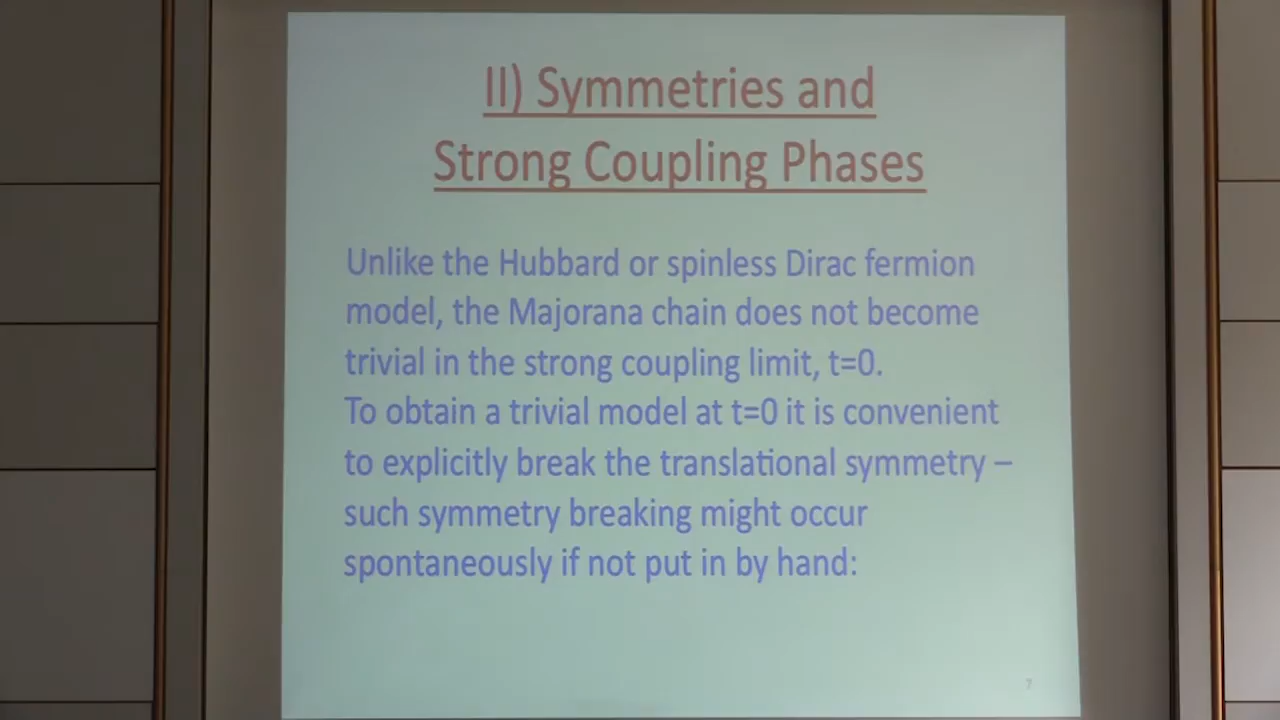 II) Symmetries and
Strong Coupling Phases
Unlike the Hubbard or spinless Dirac fermion
model, the Majorana chain does not become
trivial in the strong coupling limit, t=0.
To obtain a trivial model at t=0 it is convenient
to explicitly break the translational symmetry –
such symmetry breaking might occur
spontaneously if not put in by hand:
7